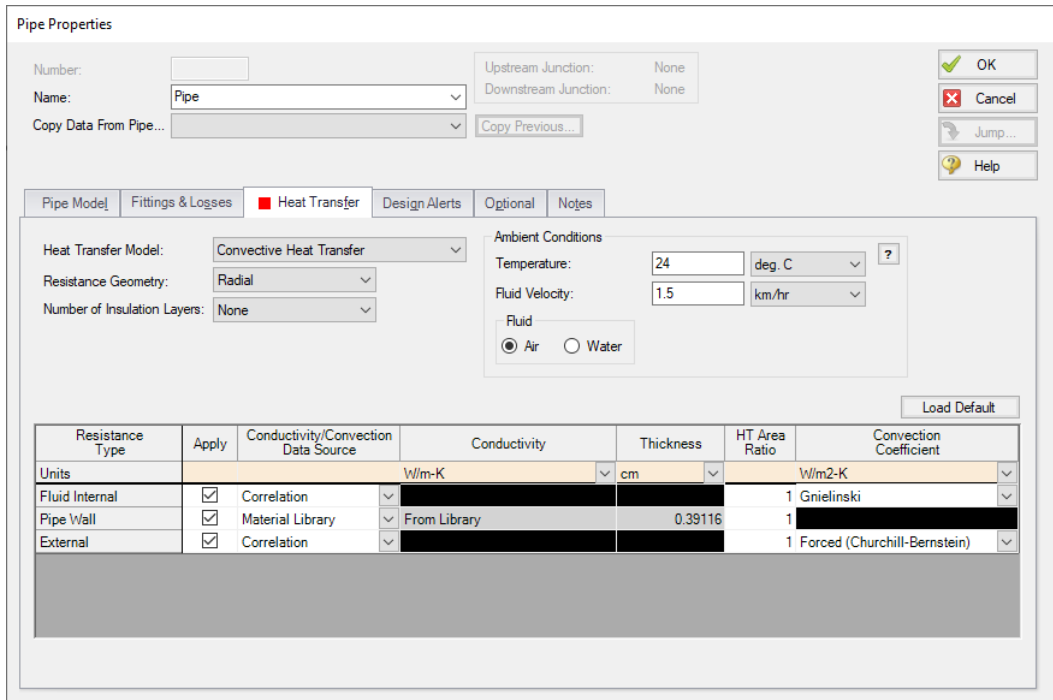 Pipe Properties
Number:
Upstream Junction: None
Downstream Junction: None
OK
Name: Pipe
Cancel
Copy Data From Pipe... Copy Previous...
Jump...
Help
Pipe Model Fittings & Losses Heat Transfer Design Alerts Optional Notes
Heat Transfer Model: Convective Heat Transfer
Resistance Geometry: Radial
Number of Insulation Layers: None
Ambient Conditions
Temperature: 24 deg. C ?
Fluid Velocity: 1.5 km/hr
Fluid
Air Water
Load Default
Resistance Type Apply Conductivity/Convection Data Source Conductivity Thickness HT Area Ratio Convection Coefficient
Units W/m-K cm W/m2-K
Fluid Internal Correlation 1 Gnielinski
Pipe Wall Material Library From Library 0.39116 1
External Correlation 1 Forced (Churchill-Bernstein)